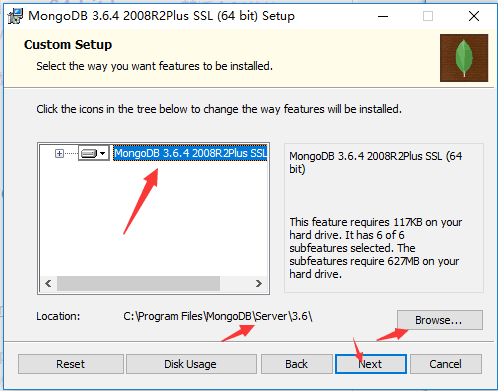 MongoDB 3.6.4 2008R2Plus SSL (64 bit) Setup
Custom Setup
Select the way you want features to be installed.
Click the icons in the tree below to change the way features will be installed.
MongoDB 3.6.4 2008R2Plus SSL
MongoDB 3.6.4 2008R2Plus SSL (64
bit)
This feature requires 117KB on your
hard drive. It has 6 of 6
subfeatures selected. The
subfeatures require 627MB on your
hard drive.
Location: C:\Program Files\MongoDB\Server\3.6\
Browse...
Reset Disk Usage Back Next Cancel